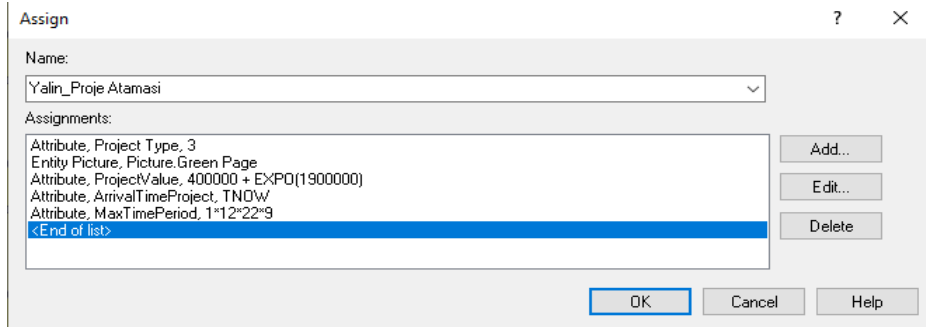 Assign
?
Name:
Yalin_Proje Atamasi
Assignments:
Attribute, Project Type, 3
Entity Picture, Picture.Green Page
Attribute, ProjectValue, 400000 + EXPO(1900000)
Attribute, ArrivalTimeProject, TNOW
Attribute, MaxTimePeriod, 1*12*22*9
<End of list>
Add...
Edit...
Delete
OK
Cancel
Help